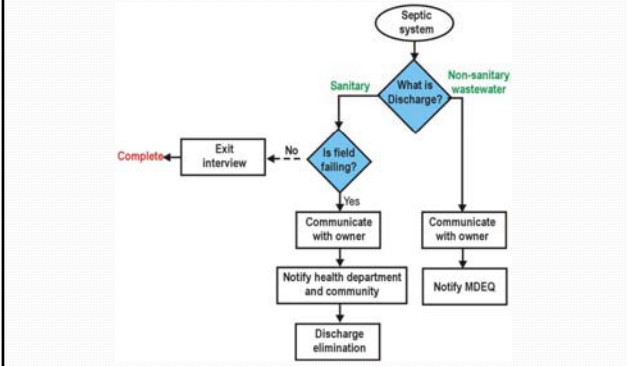 Septic
system
What is
Discharge?
Sanitary
Non-sanitary
wastewater
Is field
failing?
No
Exit
interview
Complete
Yes
Communicate
with owner
Communicate
with owner
Notify health department
and community
Notify MDEQ
Discharge
elimination